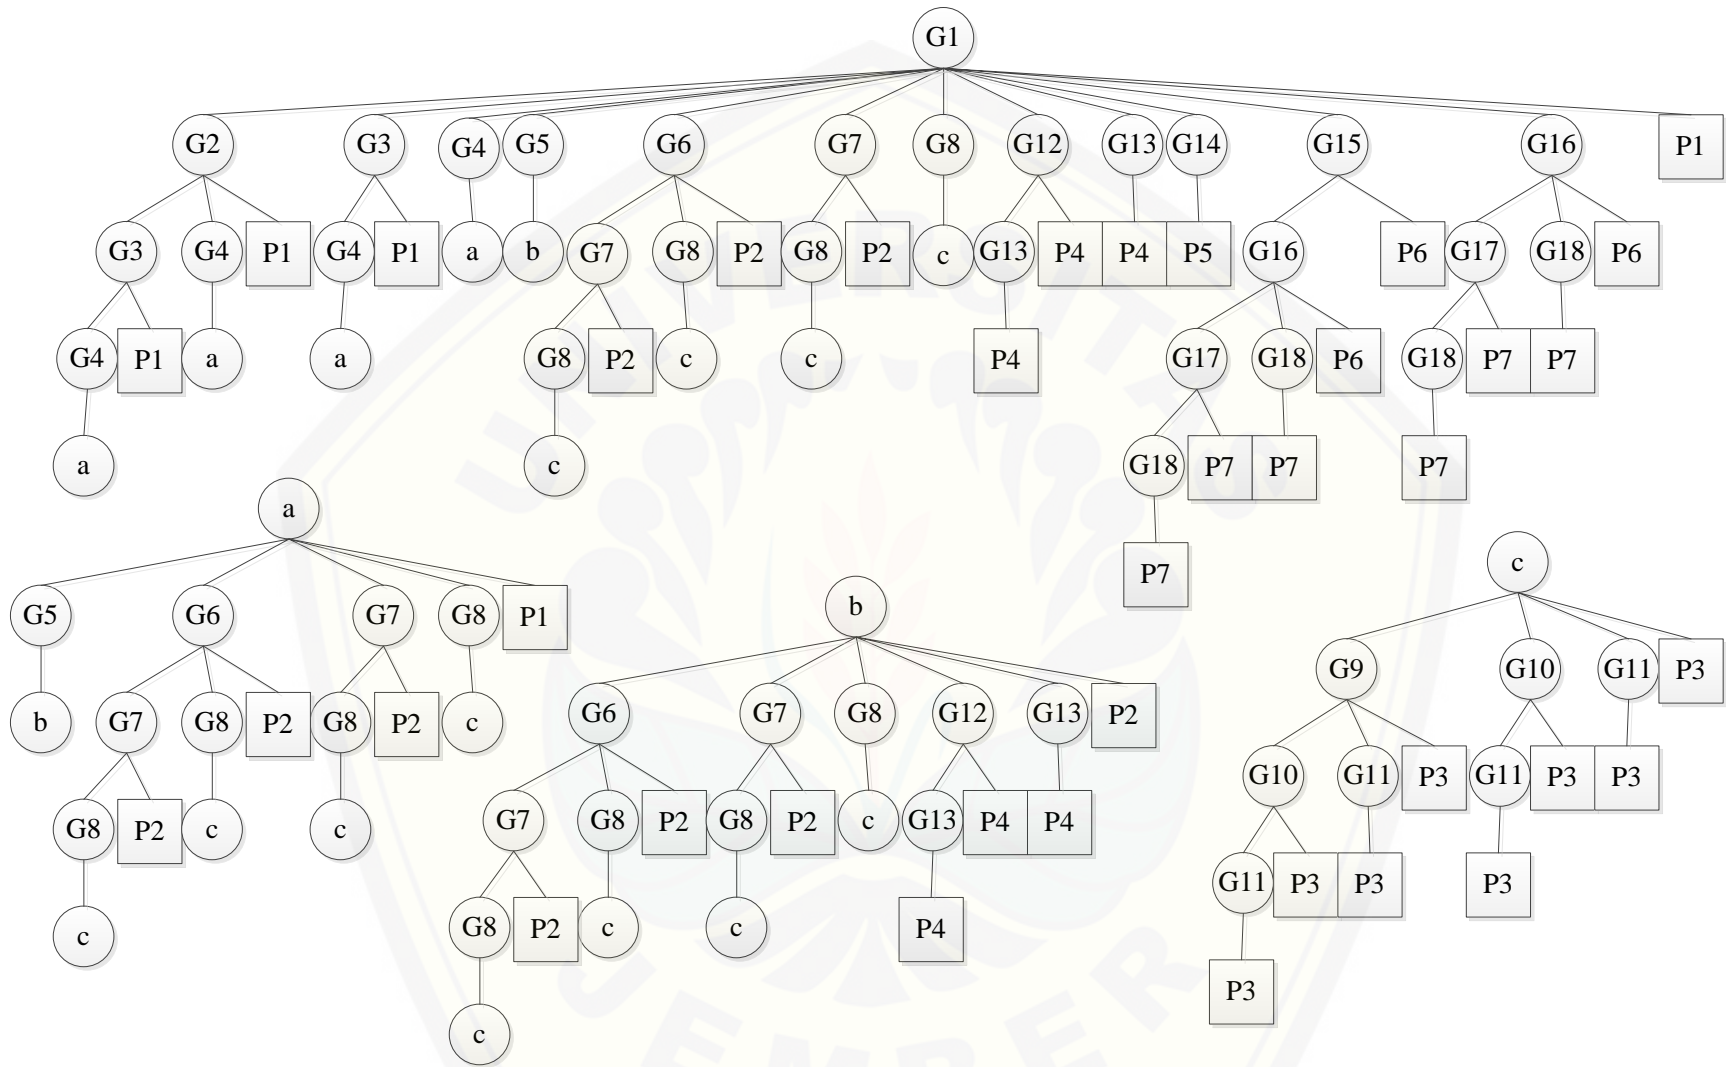 G1
G2 G3 G4 G5 G6 G7 G8 G12 G13 G14 G15 G16 P1
G3 G4 P1 G4 P1 a b G7 G8 P2 G8 P2 c G13 P4 P4 P5 G16 P6 G17 G18 P6
G4 P1 a a G8 P2 c c P4 G17 G18 P6 G18 P7 P7
a c G18 P7 P7 P7
a
P7
c
b
G5 G6 G7 G8 P1
G9 G10 G11 P3
G6 G7 G8 G12 G13 P2
b G7 G8 P2 G8 P2 c
G10 G11 P3 G11 P3 P3
G7 G8 P2 G8 P2 c G13 P4 P4
G8 P2 c c
G11 P3 P3 P3
G8 P2 c c P4
c
P3
c
UNIVERSITAS
JEMBER